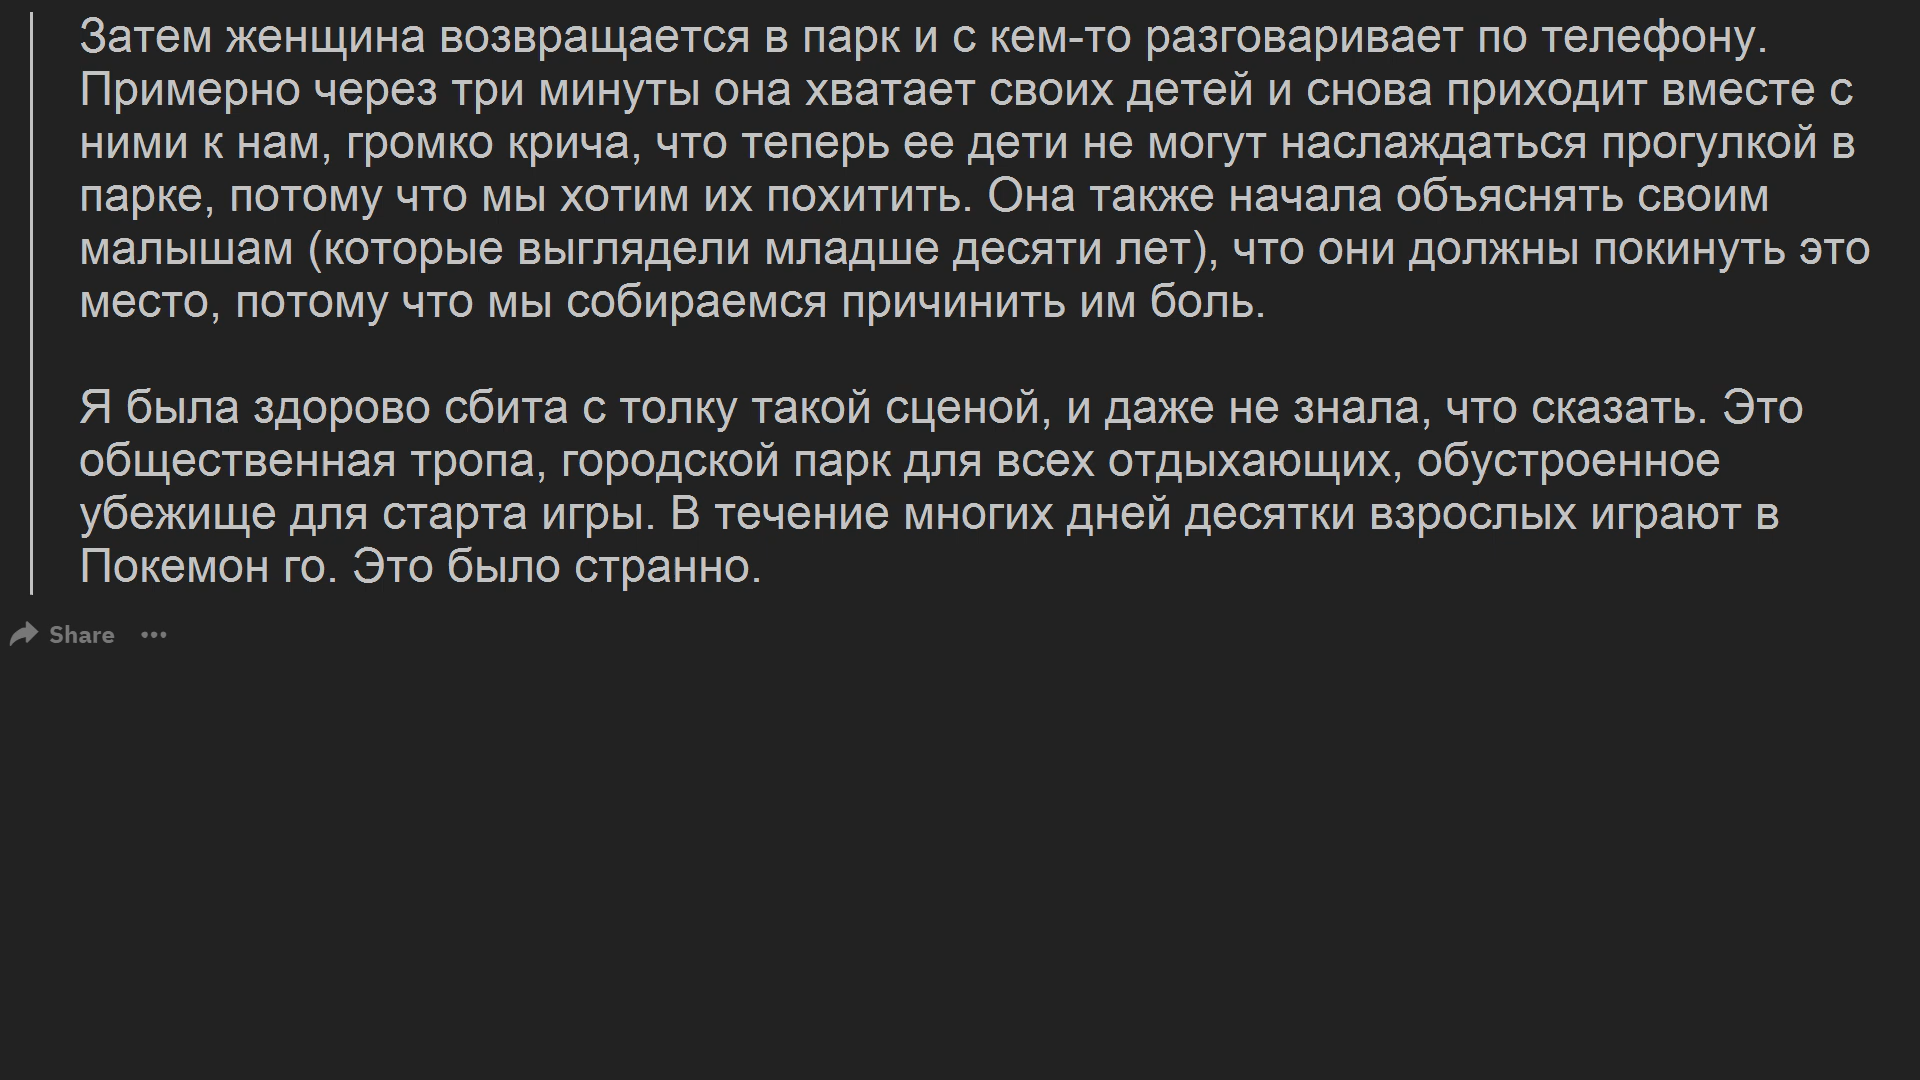 Затем женщина возвращается в парк и с кем-то разговаривает по телефону.
Примерно через три минуты она хватает своих детей и снова приходит вместе с
ними к нам, громко крича, что теперь ее дети не могут наслаждаться прогулкой в
парке, потому что мы хотим их похитить. Она также начала объяснять своим
малышам (которые выглядели младше десяти лет), что они должны покинуть это
место, потому что мы собираемся причинить им боль.
Я была здорово сбита с толку такой сценой, и даже не знала, что сказать. Это
общественная тропа, городской парк для всех отдыхающих, обустроенное
убежище для старта игры. В течение многих дней десятки взрослых играют в
Покемон го. Это было странно.
Share •••